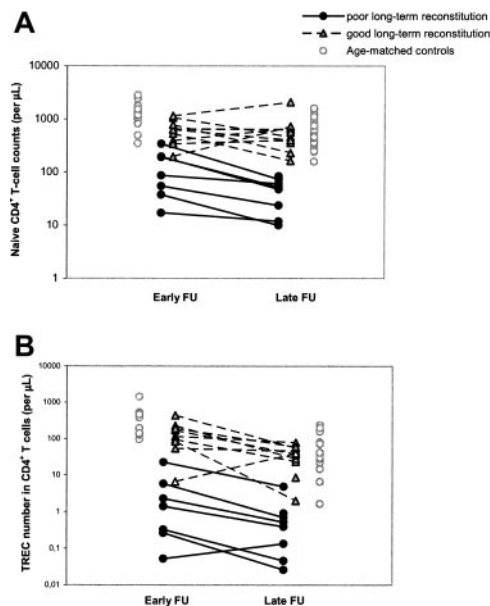 A
poor long-term reconstitution
good long-term reconstitution
Age-matched controls
Naive CD4+ T-cell counts (per µL)
10000
1000
100
10
1
Early FU
Late FU
B
TREC number in CD4+ T cells (per µL)
10000
1000
100
10
1
0,1
0,01
Early FU
Late FU